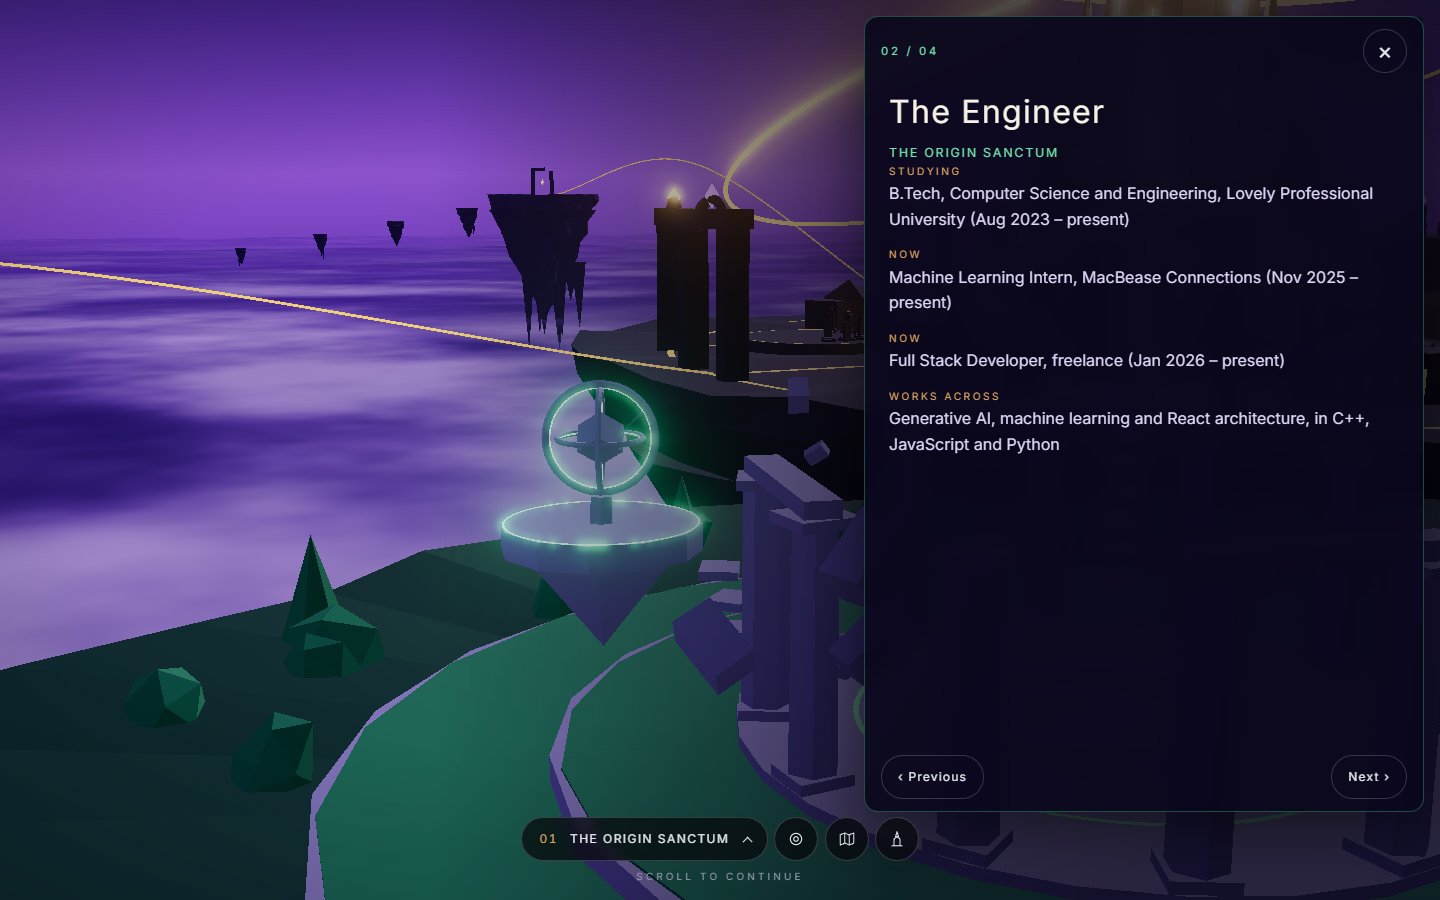 02 / 04
×
The Engineer
THE ORIGIN SANCTUM
STUDYING
B.Tech, Computer Science and Engineering, Lovely Professional
University (Aug 2023 – present)
NOW
Machine Learning Intern, MacBease Connections (Nov 2025 –
present)
NOW
Full Stack Developer, freelance (Jan 2026 – present)
WORKS ACROSS
Generative AI, machine learning and React architecture, in C++,
JavaScript and Python
‹ Previous
Next ›
01 THE ORIGIN SANCTUM
SCROLL TO CONTINUE